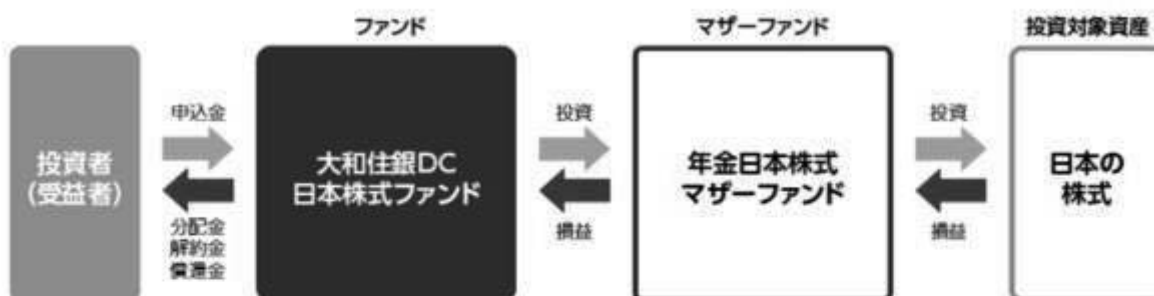 ファンド
マザーファンド
投資対象資産
投資者
(受益者)
申込金
分配金
解約金
償還金
大和住銀DC
日本株式ファンド
投資
損益
年金日本株式
マザーファンド
投資
損益
日本の
株式